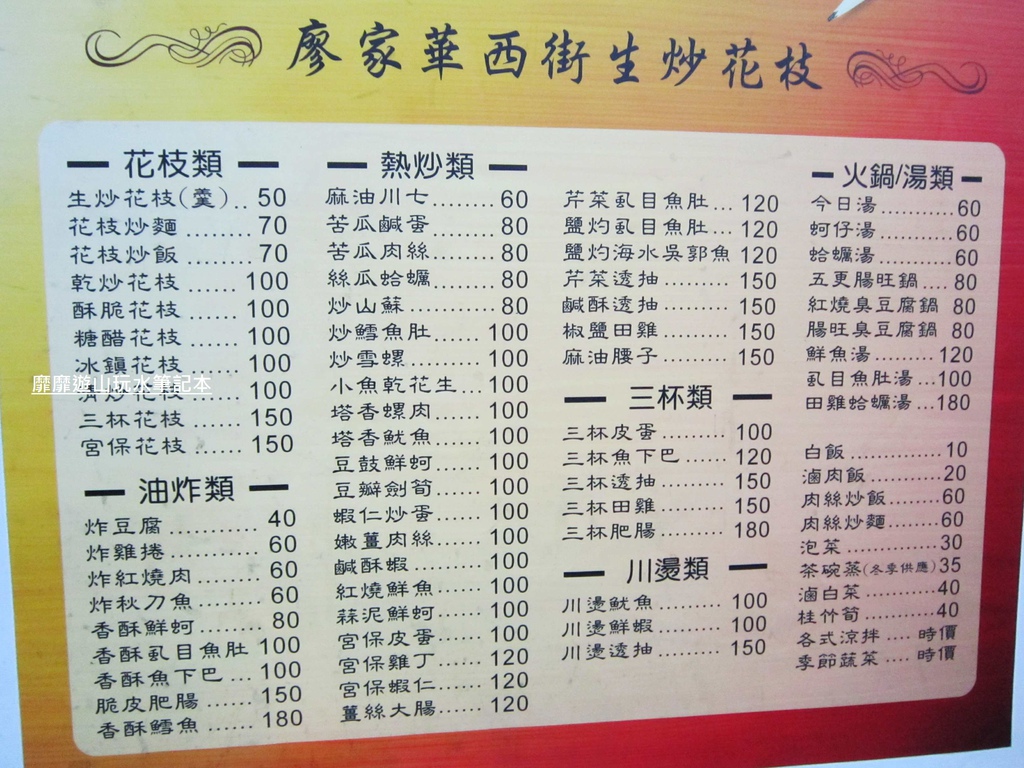 廖家華西街生炒花枝
花枝類
生炒花枝(羹).. 50
花枝炒麵 ........ 70
花枝炒飯 ........ 70
乾炒花枝 ...... 100
酥脆花枝 ...... 100
糖醋花枝 ...... 100
冰鎮花枝 ...... 100
炒花枝 ...... 100
三杯花枝 ...... 150
宮保花枝 ...... 150
油炸類
炸豆腐 ............ 40
炸雞捲 ............ 60
炸紅燒肉 ........ 60
炸秋刀魚 ........ 60
香酥鮮蚵 ........ 80
香酥虱目魚肚 100
香酥魚下巴 ... 100
脆皮肥腸 ...... 150
香酥鱈魚 ...... 180
熱炒類
麻油川七 ........ 60
苦瓜鹹蛋 ........ 80
苦瓜肉絲 ........ 80
絲瓜蛤蠣 ........ 80
炒山蘇 ............ 80
炒鱈魚肚 ..... 100
炒雪螺 ......... 100
小魚乾花生 ... 100
塔香螺肉 ...... 100
塔香魷魚 ...... 100
豆鼓鮮蚵 ...... 100
豆瓣劍筍 ...... 100
蝦仁炒蛋 ...... 100
嫩薑肉絲 ...... 100
鹹酥蝦 ......... 100
紅燒鮮魚 ...... 100
蒜泥鮮蚵 ...... 100
宮保皮蛋 ...... 100
宮保雞丁 ...... 120
宮保蝦仁 ...... 120
薑絲大腸 ...... 120
芹菜虱目魚肚 ... 120
鹽灼虱目魚肚 ... 120
鹽灼海水吳郭魚 120
芹菜透抽 ......... 150
鹹酥透抽 ......... 150
椒鹽田雞 ......... 150
麻油腰子 ......... 150
三杯類
三杯皮蛋 ......... 100
三杯魚下巴 ...... 120
三杯透抽 ......... 150
三杯田雞 ......... 150
三杯肥腸 ......... 180
川燙類
川燙魷魚 ......... 100
川燙鮮蝦 ......... 100
川燙透抽 ......... 150
火鍋/湯類
今日湯 ........... 60
蚵仔湯 ........... 60
蛤蠣湯 ........... 60
五更腸旺鍋 .... 80
紅燒臭豆腐鍋 80
腸旺臭豆腐鍋 80
鮮魚湯 ......... 120
虱目魚肚湯 ...100
田雞蛤蠣湯 ...180
白飯 ............... 10
滷肉飯 ........... 20
肉絲炒飯 ........ 60
肉絲炒麵 ........ 60
泡菜 ............... 30
茶碗蒸(冬季供應) 35
滷白菜 ........... 40
桂竹筍 ........... 40
各式涼拌 .... 時價
季節蔬菜 .... 時價
靡靡遊山玩水筆記本